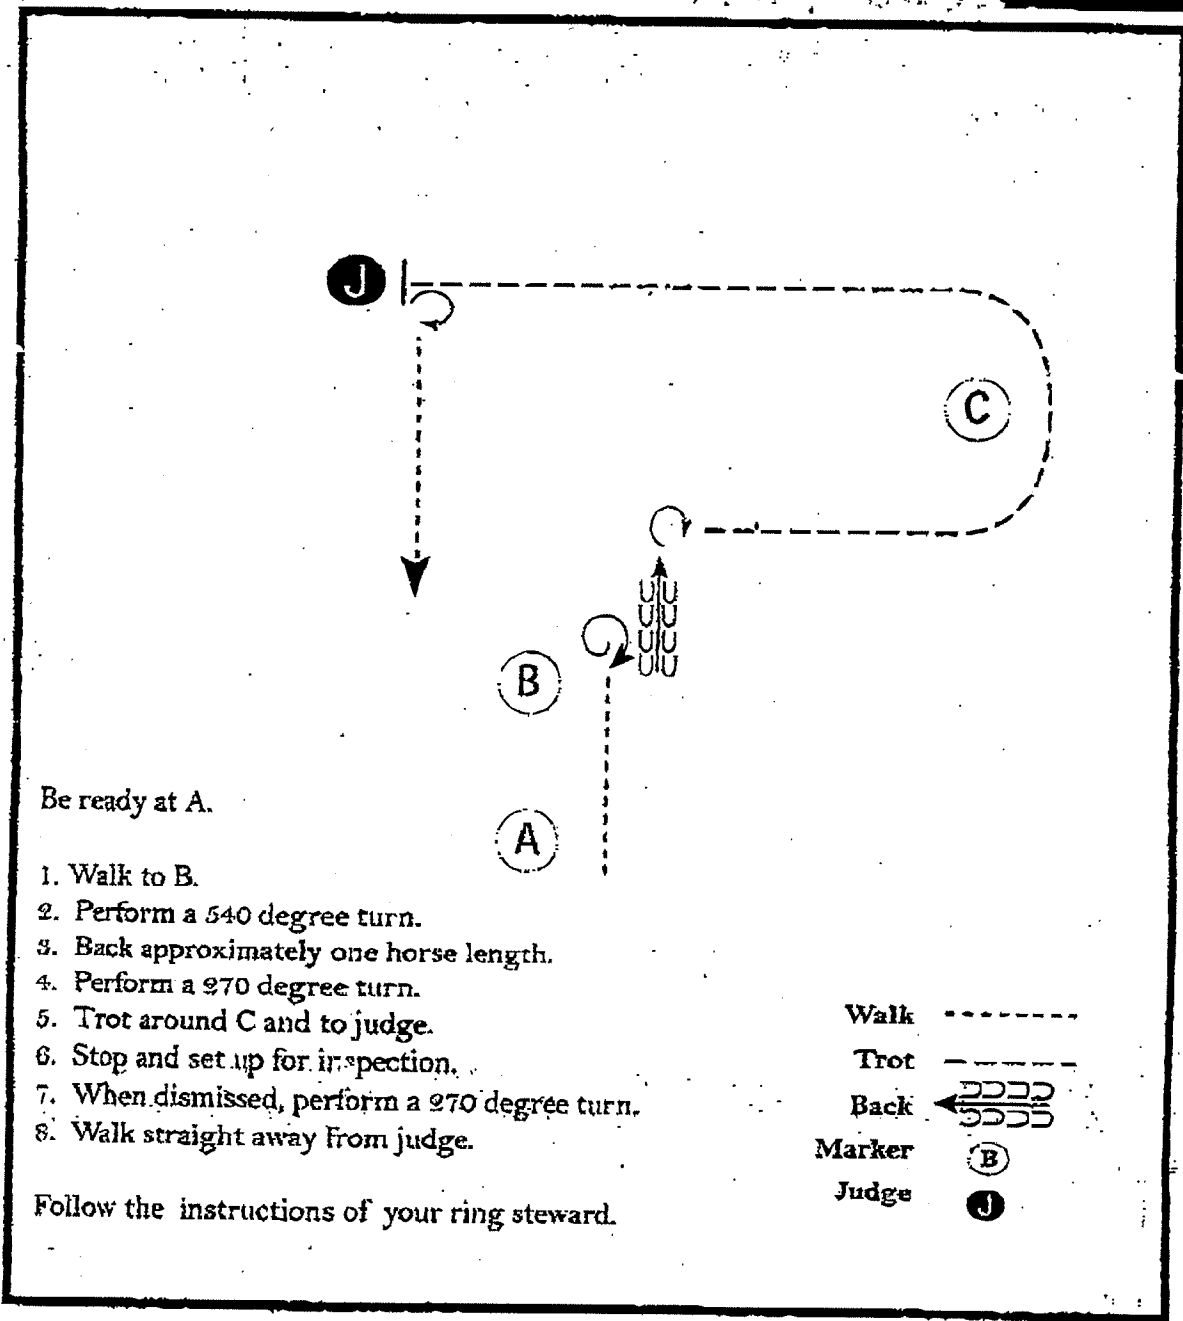 J
C
B
A
Be ready at A.
1. Walk to B.
2. Perform a 540 degree turn.
3. Back approximately one horse length.
4. Perform a 270 degree turn.
5. Trot around C and to judge.
6. Stop and set up for inspection.
7. When dismissed, perform a 270 degree turn.
8. Walk straight away From judge.
Follow the instructions of your ring steward.
Walk
Trot
Back
Marker B
Judge J